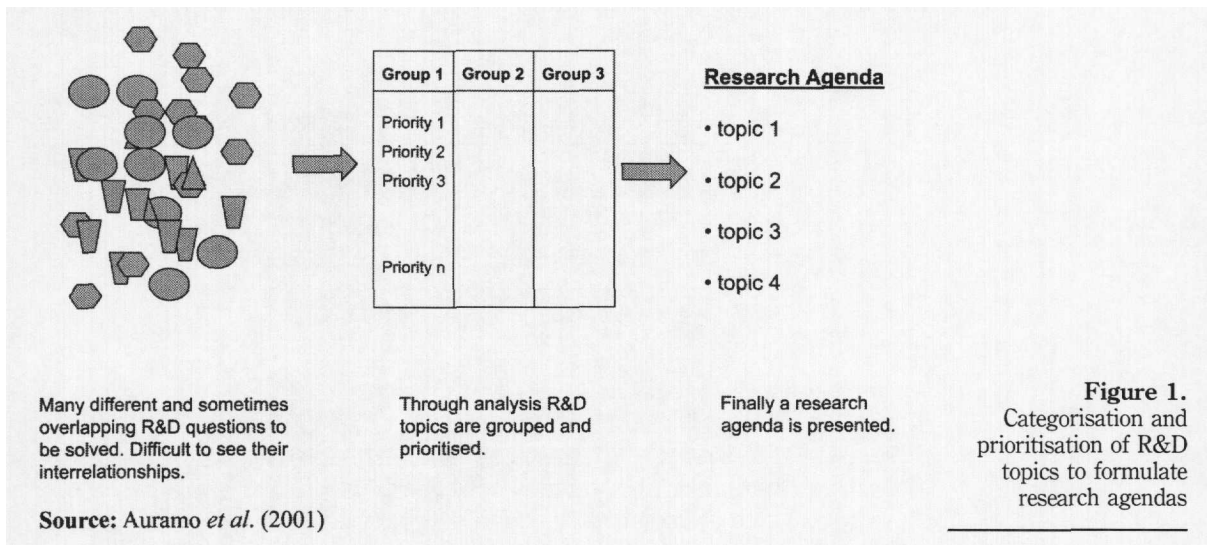 Group 1 Group 2 Group 3
Priority 1
Priority 2
Priority 3
Priority n
Research Agenda
• topic 1
• topic 2
• topic 3
• topic 4
Many different and sometimes
overlapping R&D questions to
be solved. Difficult to see their
interrelationships.
Through analysis R&D
topics are grouped and
prioritised.
Finally a research
agenda is presented.
Source: Auramo et al. (2001)
Figure 1.
Categorisation and
prioritisation of R&D
topics to formulate
research agendas